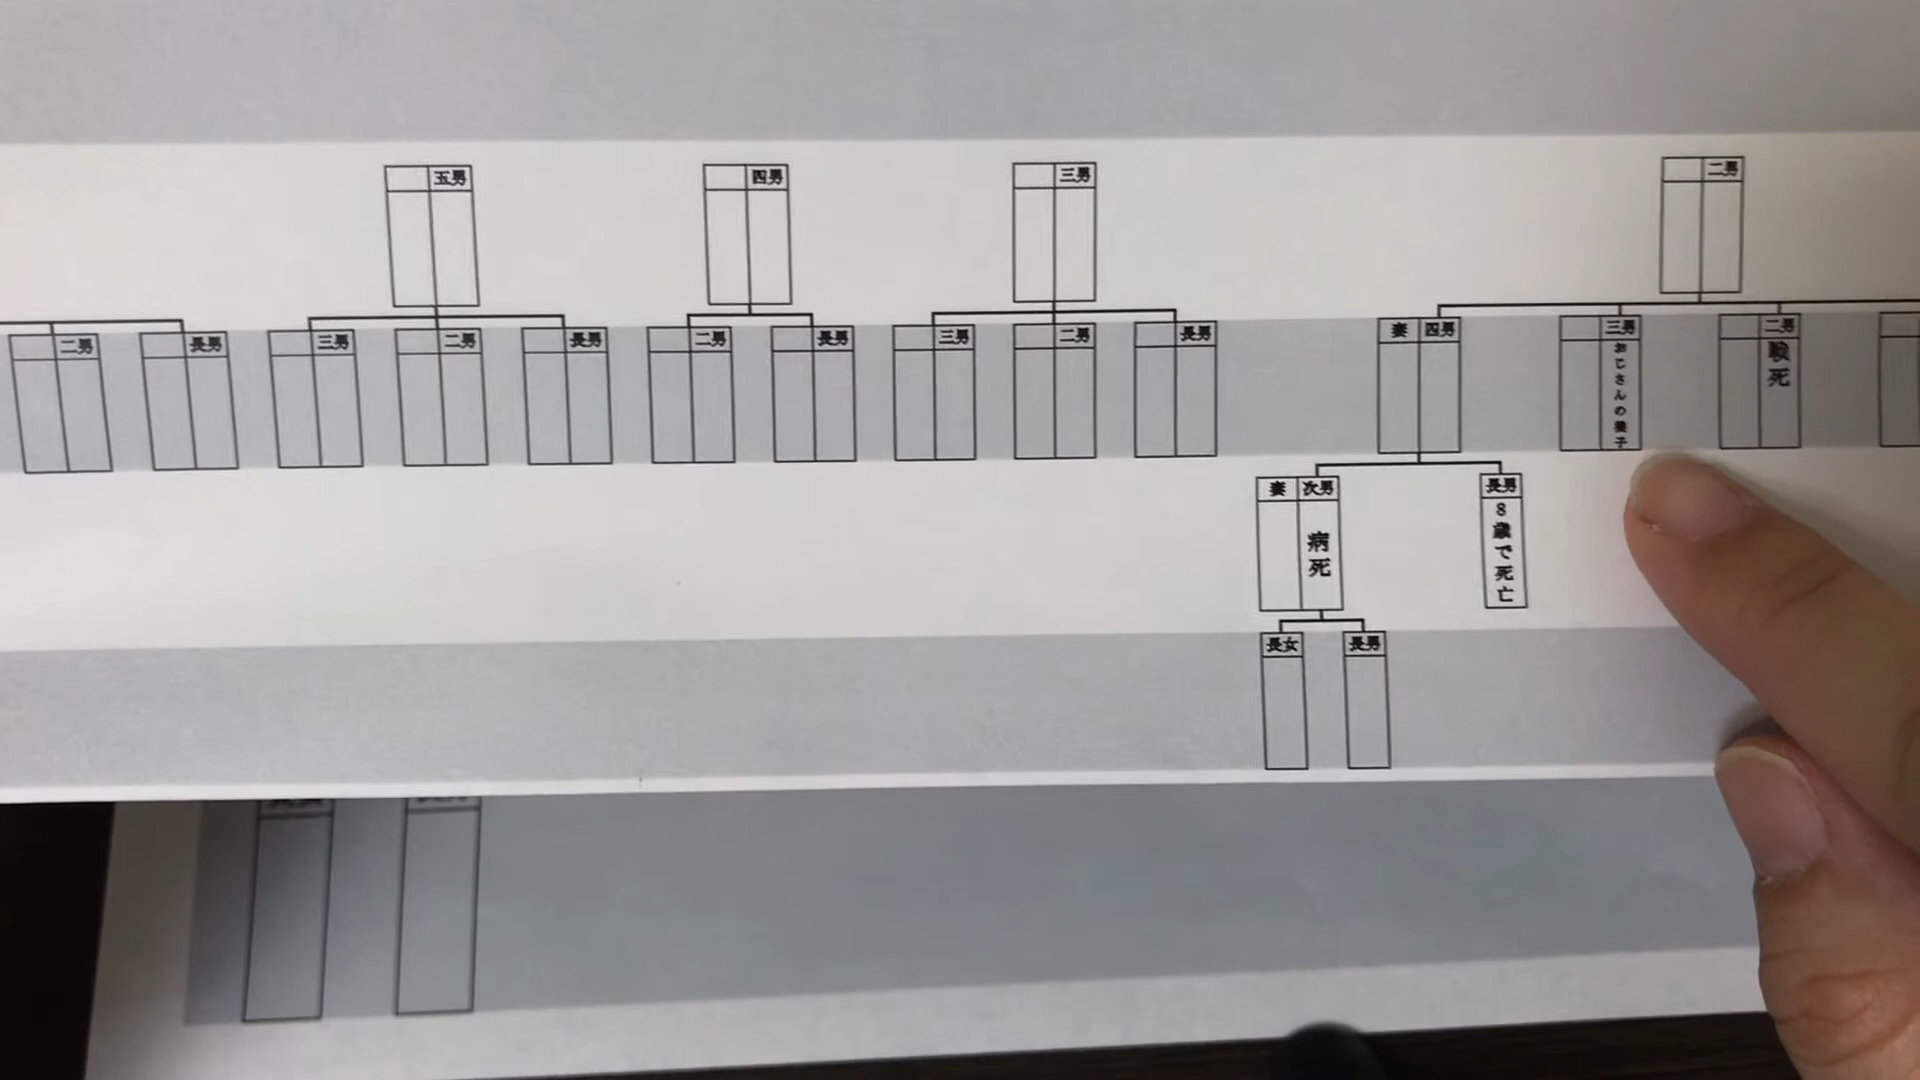 五男
四男
三男
二男
二男
長男
三男
二男
長男
二男
長男
三男
二男
長男
妻 四男
三男
おじさんの養子
二男
戦死
妻 次男
病死
長男
8歳で死亡
長女
長男